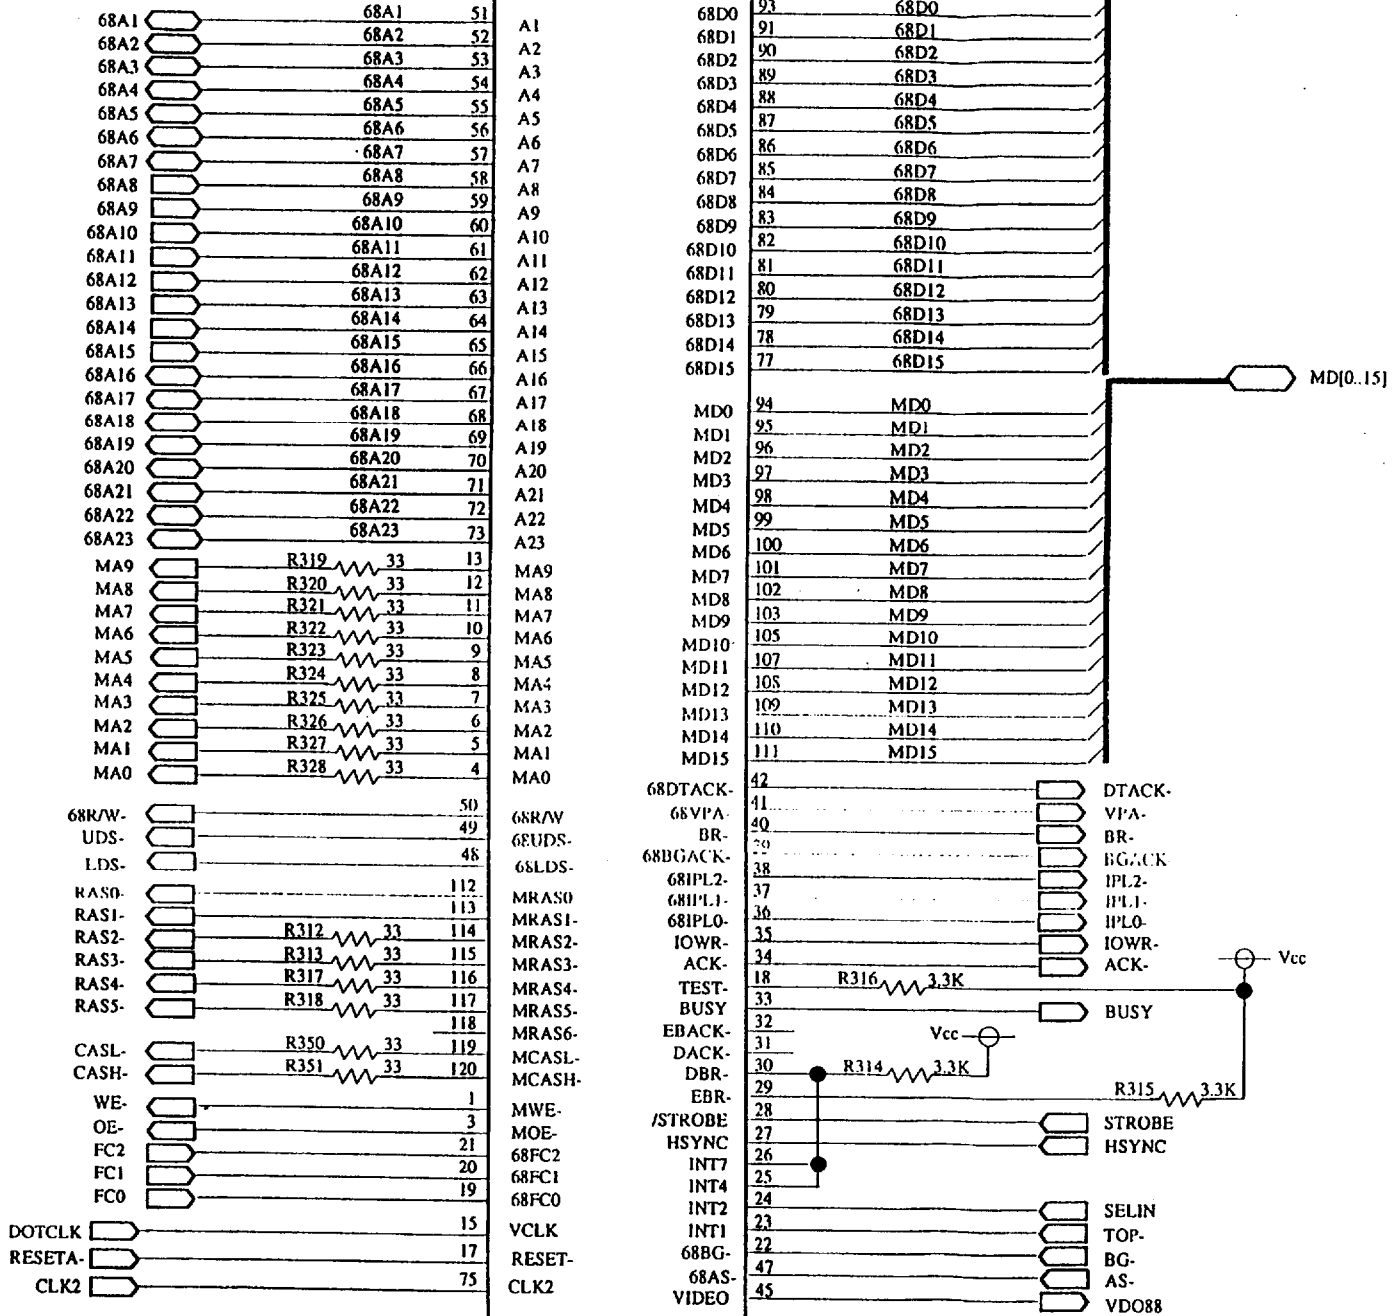 68A1 68A1 51 A1
68A2 68A2 52 A2
68A3 68A3 53 A3
68A4 68A4 54 A4
68A5 68A5 55 A5
68A6 68A6 56 A6
68A7 68A7 57 A7
68A8 68A8 58 A8
68A9 68A9 59 A9
68A10 68A10 60 A10
68A11 68A11 61 A11
68A12 68A12 62 A12
68A13 68A13 63 A13
68A14 68A14 64 A14
68A15 68A15 65 A15
68A16 68A16 66 A16
68A17 68A17 67 A17
68A18 68A18 68 A18
68A19 68A19 69 A19
68A20 68A20 70 A20
68A21 68A21 71 A21
68A22 68A22 72 A22
68A23 68A23 73 A23
MA9 R319 33 13 MA9
MA8 R320 33 12 MA8
MA7 R321 33 11 MA7
MA6 R322 33 10 MA6
MA5 R323 33 9 MA5
MA4 R324 33 8 MA4
MA3 R325 33 7 MA3
MA2 R326 33 6 MA2
MA1 R327 33 5 MA1
MA0 R328 33 4 MA0
68R/W- 50 68R/W
UDS- 49 68UDS-
LDS- 48 68LDS-
RAS0- 112 MRAS0
RAS1- 113 MRAS1-
RAS2- R312 33 114 MRAS2-
RAS3- R313 33 115 MRAS3-
RAS4- R317 33 116 MRAS4-
RAS5- R318 33 117 MRAS5-
118 MRAS6-
CASL- R350 33 119 MCASL-
CASH- R351 33 120 MCASH-
WE- 1 MWE-
OE- 3 MOE-
FC2 21 68FC2
FC1 20 68FC1
FC0 19 68FC0
DOTCLK 15 VCLK
RESETA- 17 RESET-
CLK2 75 CLK2
68D0 93 68D0
68D1 91 68D1
68D2 90 68D2
68D3 89 68D3
68D4 88 68D4
68D5 87 68D5
68D6 86 68D6
68D7 85 68D7
68D8 84 68D8
68D9 83 68D9
68D10 82 68D10
68D11 81 68D11
68D12 80 68D12
68D13 79 68D13
68D14 78 68D14
68D15 77 68D15
MD[0..15]
MD0 94 MD0
MD1 95 MD1
MD2 96 MD2
MD3 97 MD3
MD4 98 MD4
MD5 99 MD5
MD6 100 MD6
MD7 101 MD7
MD8 102 MD8
MD9 103 MD9
MD10 105 MD10
MD11 107 MD11
MD12 108 MD12
MD13 109 MD13
MD14 110 MD14
MD15 111 MD15
68DTACK- 42 DTACK-
68VPA- 41 VPA-
BR- 40 BR-
68BGACK- 39 BGACK-
68IPL2- 38 IPL2-
68IPL1- 37 IPL1-
68IPL0- 36 IPL0-
IOWR- 35 IOWR-
ACK- 34 ACK- Vcc
TEST- 18 R316 3.3K
BUSY 33 BUSY
EBACK- 32 Vcc
DACK- 31
DBR- 30 R314 3.3K
EBR- 29 R315 3.3K
/STROBE 28 STROBE
HSYNC 27 HSYNC
INT7 26
INT4 25
INT2 24 SELIN
INT1 23 TOP-
68BG- 22 BG-
68AS- 47 AS-
VIDEO 45 VDO88